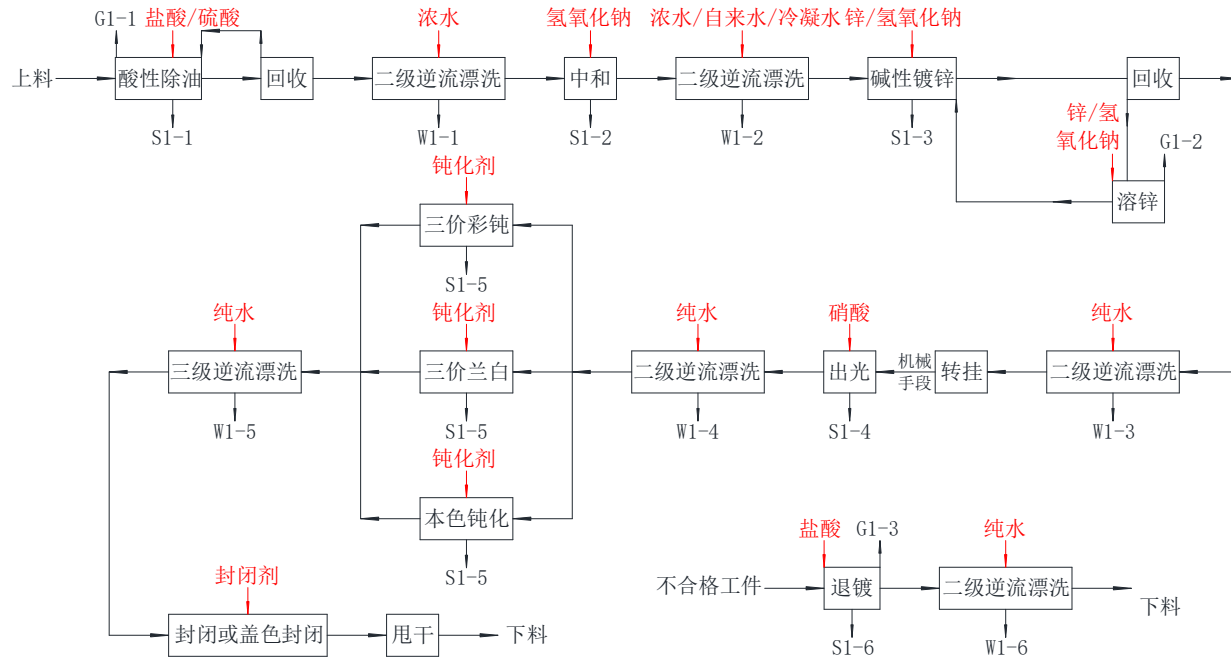 G1-1
盐酸/硫酸
浓水
氢氧化钠
浓水/自来水/冷凝水
锌/氢氧化钠
上料
酸性除油
回收
二级逆流漂洗
中和
二级逆流漂洗
碱性镀锌
回收
S1-1
W1-1
S1-2
W1-2
S1-3
锌/氢
氧化钠
G1-2
溶锌
钝化剂
三价彩钝
S1-5
纯水
钝化剂
纯水
硝酸
纯水
三级逆流漂洗
三价兰白
二级逆流漂洗
出光
机械
手段
转挂
二级逆流漂洗
W1-5
S1-5
W1-4
S1-4
W1-3
钝化剂
本色钝化
S1-5
盐酸
G1-3
纯水
不合格工件
退镀
二级逆流漂洗
下料
S1-6
W1-6
封闭剂
封闭或盖色封闭
甩干
下料